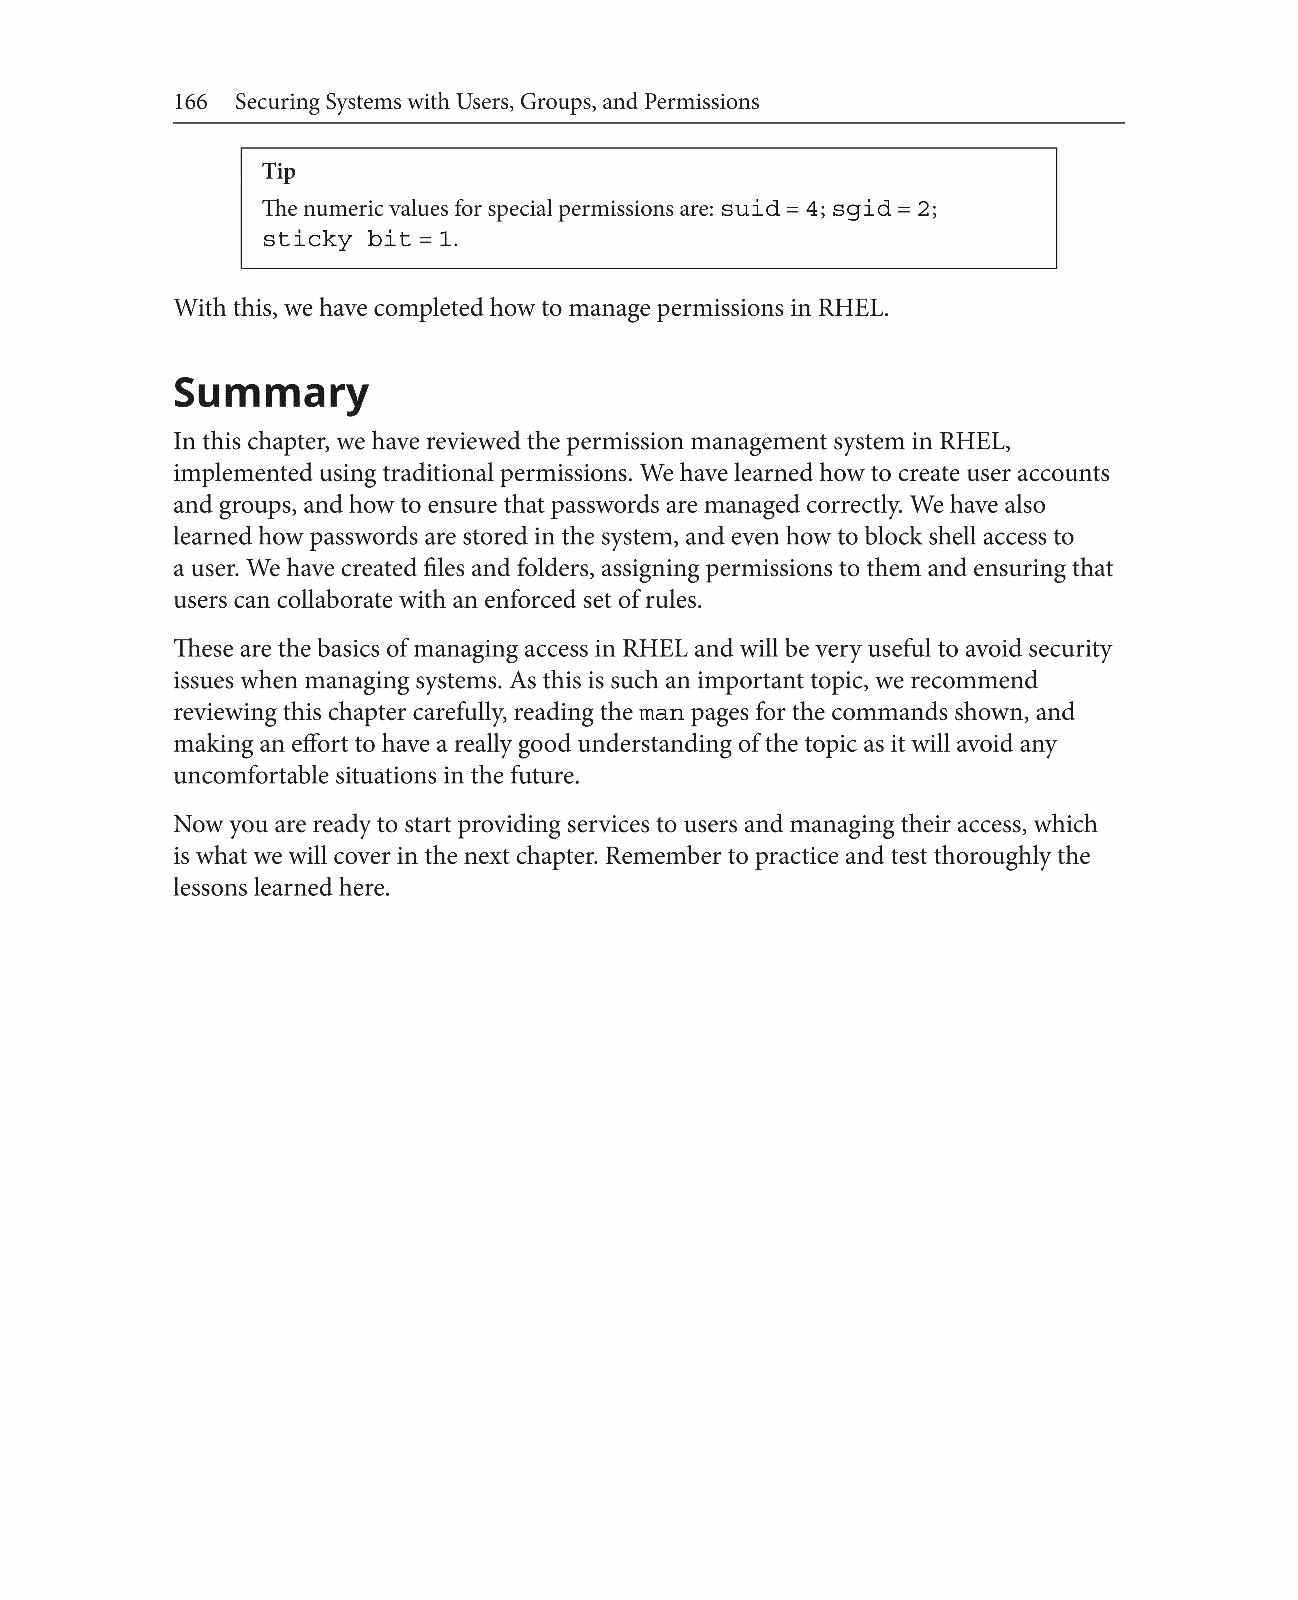 166 Securing Systems with Users, Groups, and Permissions
Tip
The numeric values for special permissions are: suid = 4; sgid = 2;
sticky bit = 1.
With this, we have completed how to manage permissions in RHEL.
Summary
In this chapter, we have reviewed the permission management system in RHEL,
implemented using traditional permissions. We have learned how to create user accounts
and groups, and how to ensure that passwords are managed correctly. We have also
learned how passwords are stored in the system, and even how to block shell access to
a user. We have created files and folders, assigning permissions to them and ensuring that
users can collaborate with an enforced set of rules.
These are the basics of managing access in RHEL and will be very useful to avoid security
issues when managing systems. As this is such an important topic, we recommend
reviewing this chapter carefully, reading the man pages for the commands shown, and
making an effort to have a really good understanding of the topic as it will avoid any
uncomfortable situations in the future.
Now you are ready to start providing services to users and managing their access, which
is what we will cover in the next chapter. Remember to practice and test thoroughly the
lessons learned here.